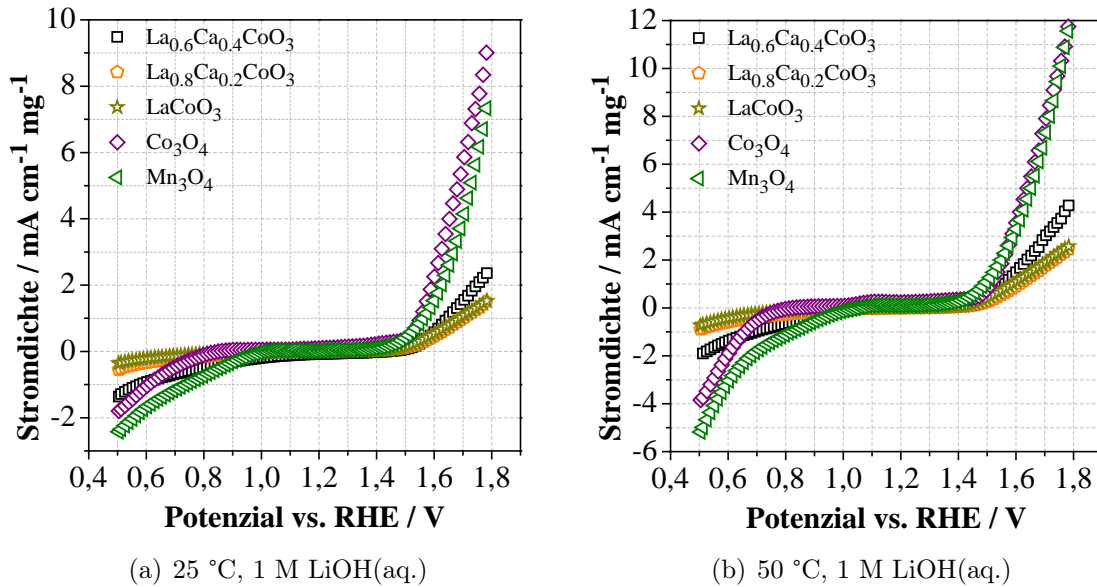 Stromdichte / mA cm⁻¹ mg⁻¹
10
8
6
4
2
0
-2
La₀.₆Ca₀.₄CoO₃
La₀.₈Ca₀.₂CoO₃
LaCoO₃
Co₃O₄
Mn₃O₄
0,4 0,6 0,8 1,0 1,2 1,4 1,6 1,8
Potenzial vs. RHE / V
(a) 25 °C, 1 M LiOH(aq.)
Stromdichte / mA cm⁻¹ mg⁻¹
12
10
8
6
4
2
0
-2
-4
-6
La₀.₆Ca₀.₄CoO₃
La₀.₈Ca₀.₂CoO₃
LaCoO₃
Co₃O₄
Mn₃O₄
0,4 0,6 0,8 1,0 1,2 1,4 1,6 1,8
Potenzial vs. RHE / V
(b) 50 °C, 1 M LiOH(aq.)